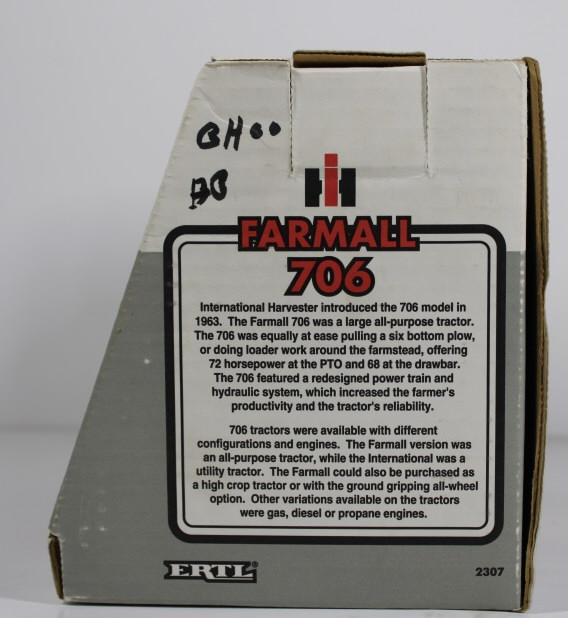 BH00
IH
FARMALL
706
International Harvester introduced the 706 model in
1963. The Farmall 706 was a large all-purpose tractor.
The 706 was equally at ease pulling a six bottom plow,
or doing loader work around the farmstead, offering
72 horsepower at the PTO and 68 at the drawbar.
The 706 featured a redesigned power train and
hydraulic system, which increased the farmer's
productivity and the tractor's reliability.
706 tractors were available with different
configurations and engines. The Farmall version was
an all-purpose tractor, while the International was a
utility tractor. The Farmall could also be purchased as
a high crop tractor or with the ground gripping all-wheel
option. Other variations available on the tractors
were gas, diesel or propane engines.
ERTL®
2307